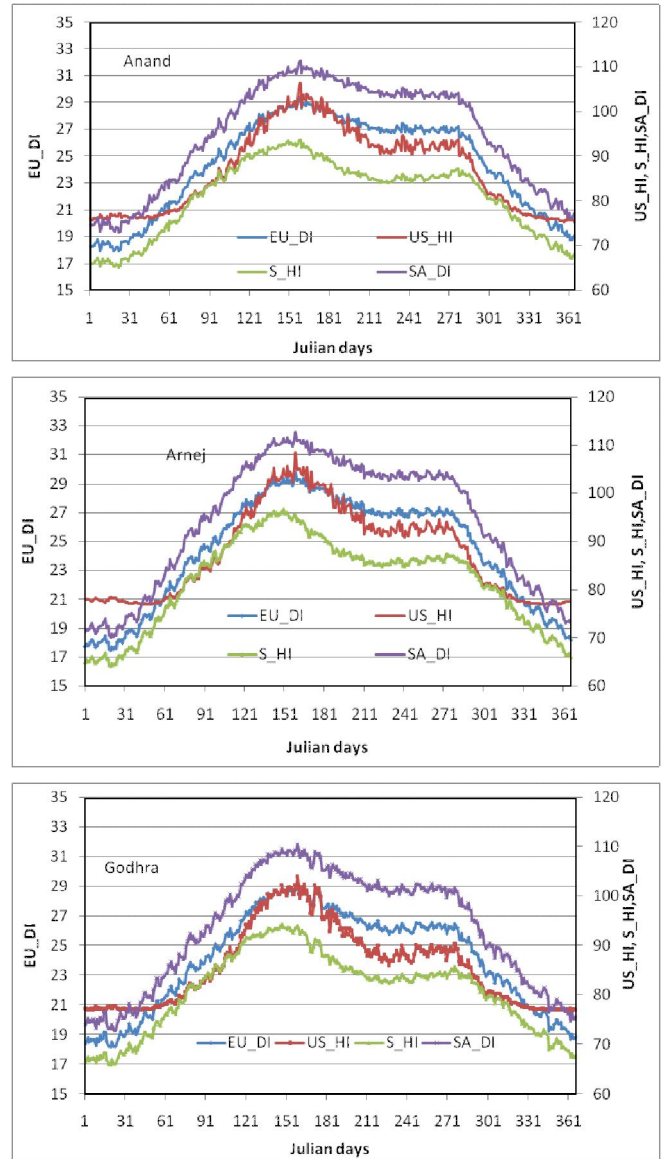 Anand
EU_DI
35
33
31
29
27
25
23
21
19
17
15
120
110
100
90
80
70
60
US_HI, S_HI,SA_DI
EU_DI US_HI
S_HI SA_DI
1 31 61 91 121 151 181 211 241 271 301 331 361
Julian days
Arnej
EU_DI
35
33
31
29
27
25
23
21
19
17
15
120
110
100
90
80
70
60
US_HI, S_HI,SA_DI
EU_DI US_HI
S_HI SA_DI
1 31 61 91 121 151 181 211 241 271 301 331 361
Julian days
Godhra
EU_DI
35
33
31
29
27
25
23
21
19
17
15
120
110
100
90
80
70
60
US_HI, S_HI,SA_DI
EU_DI US_HI S_HI SA_DI
1 31 61 91 121 151 181 211 241 271 301 331 361
Julian days